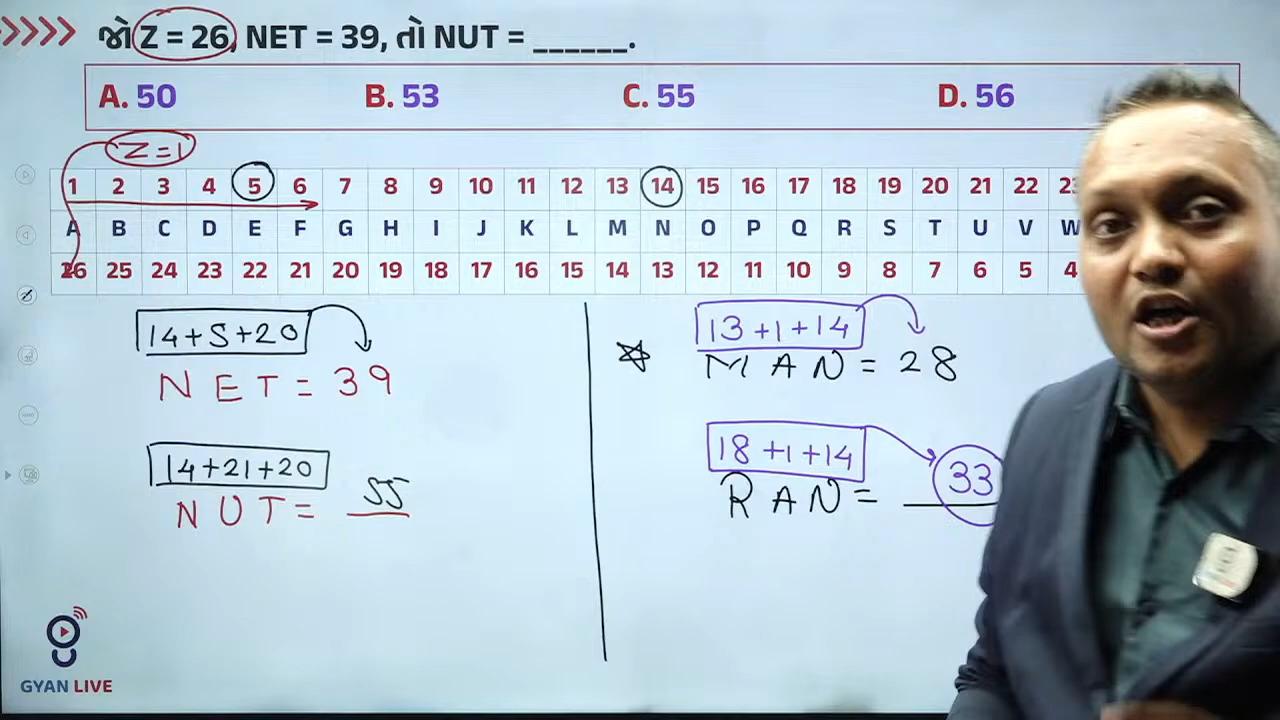 જો Z = 26, NET = 39, તો NUT = ______.
A. 50 B. 53 C. 55 D. 56
Z=1
1 2 3 4 5 6 7 8 9 10 11 12 13 14 15 16 17 18 19 20 21 22
A B C D E F G H I J K L M N O P Q R S T U V W
26 25 24 23 22 21 20 19 18 17 16 15 14 13 12 11 10 9 8 7 6 5 4
14+5+20
NET = 39
14+21+20
NUT = 55
13+1+14
MAN = 28
18+1+14
RAN = 33
GYAN LIVE